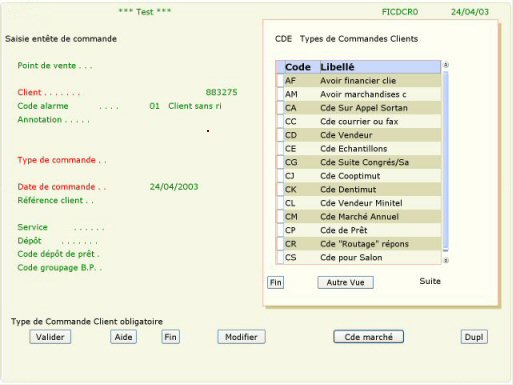 *** Test ***
FICDCR0 24/04/03
Saisie entête de commande
Point de vente . . .
Client . . . . . . 883275
Code alarme . . . . 01 Client sans ri
Annotation . . . . .
Type de commande . .
Date de commande . . 24/04/2003
Référence client . .
Service . . . . . .
Dépôt . . . . . . .
Code dépôt de prêt .
Code groupage B.P. .
CDE Types de Commandes Clients
Code Libellé
AF Avoir financier clie
AM Avoir marchandises c
CA Cde Sur Appel Sortan
CC Cde courrier ou fax
CD Cde Vendeur
CE Cde Echantillons
CG Cde Suite Congrés/Sa
CJ Cde Cooptimut
CK Cde Dentimut
CL Cde Vendeur Minitel
CM Cde Marché Annuel
CP Cde de Prêt
CR Cde "Routage" répons
CS Cde pour Salon
Fin Autre Vue Suite
Type de Commande Client obligatoire
Valider Aide Fin Modifier Cde marché Dupl